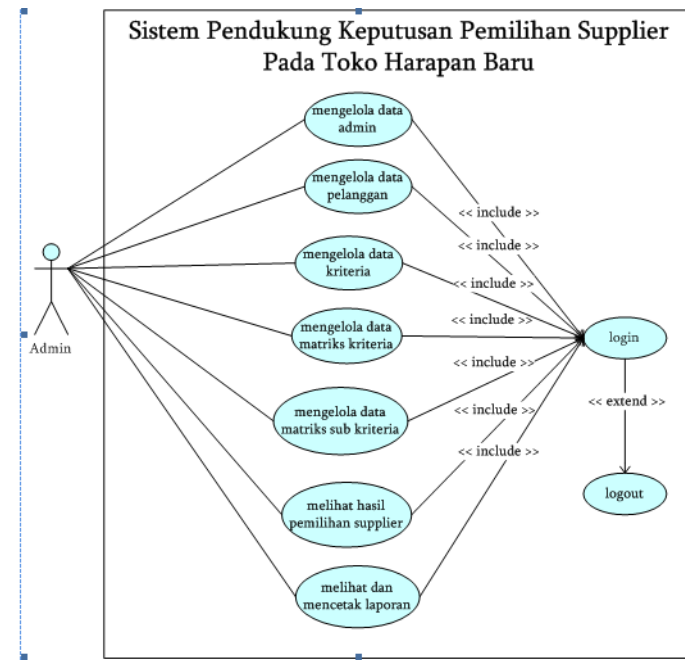 Sistem Pendukung Keputusan Pemilihan Supplier
Pada Toko Harapan Baru
mengelola data
admin
mengelola data
pelanggan
<< include >>
<< include >>
mengelola data
kriteria
<< include >>
mengelola data
matriks kriteria
<< include >>
login
Admin
<< include >>
mengelola data
matriks sub kriteria
<< include >>
<< extend >>
<< include >>
melihat hasil
pemilihan supplier
logout
melihat dan
mencetak laporan